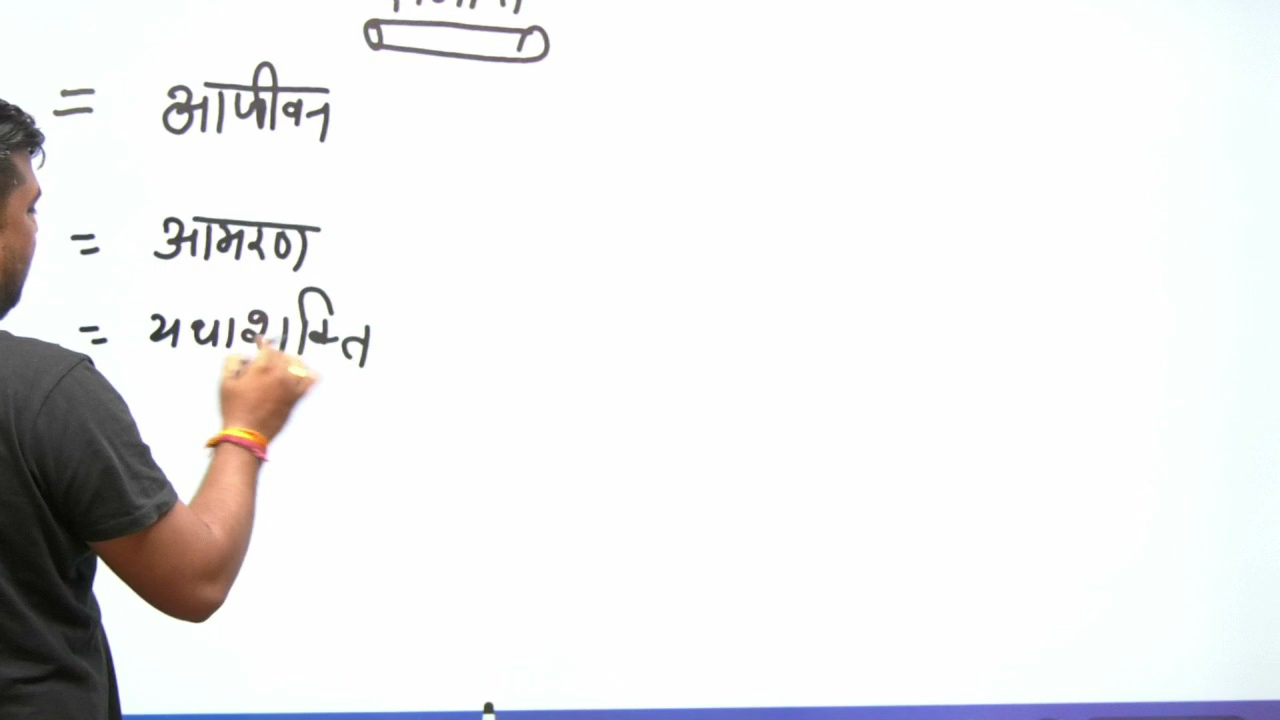 = आजीवन
= आमरण
= यथाशक्ति